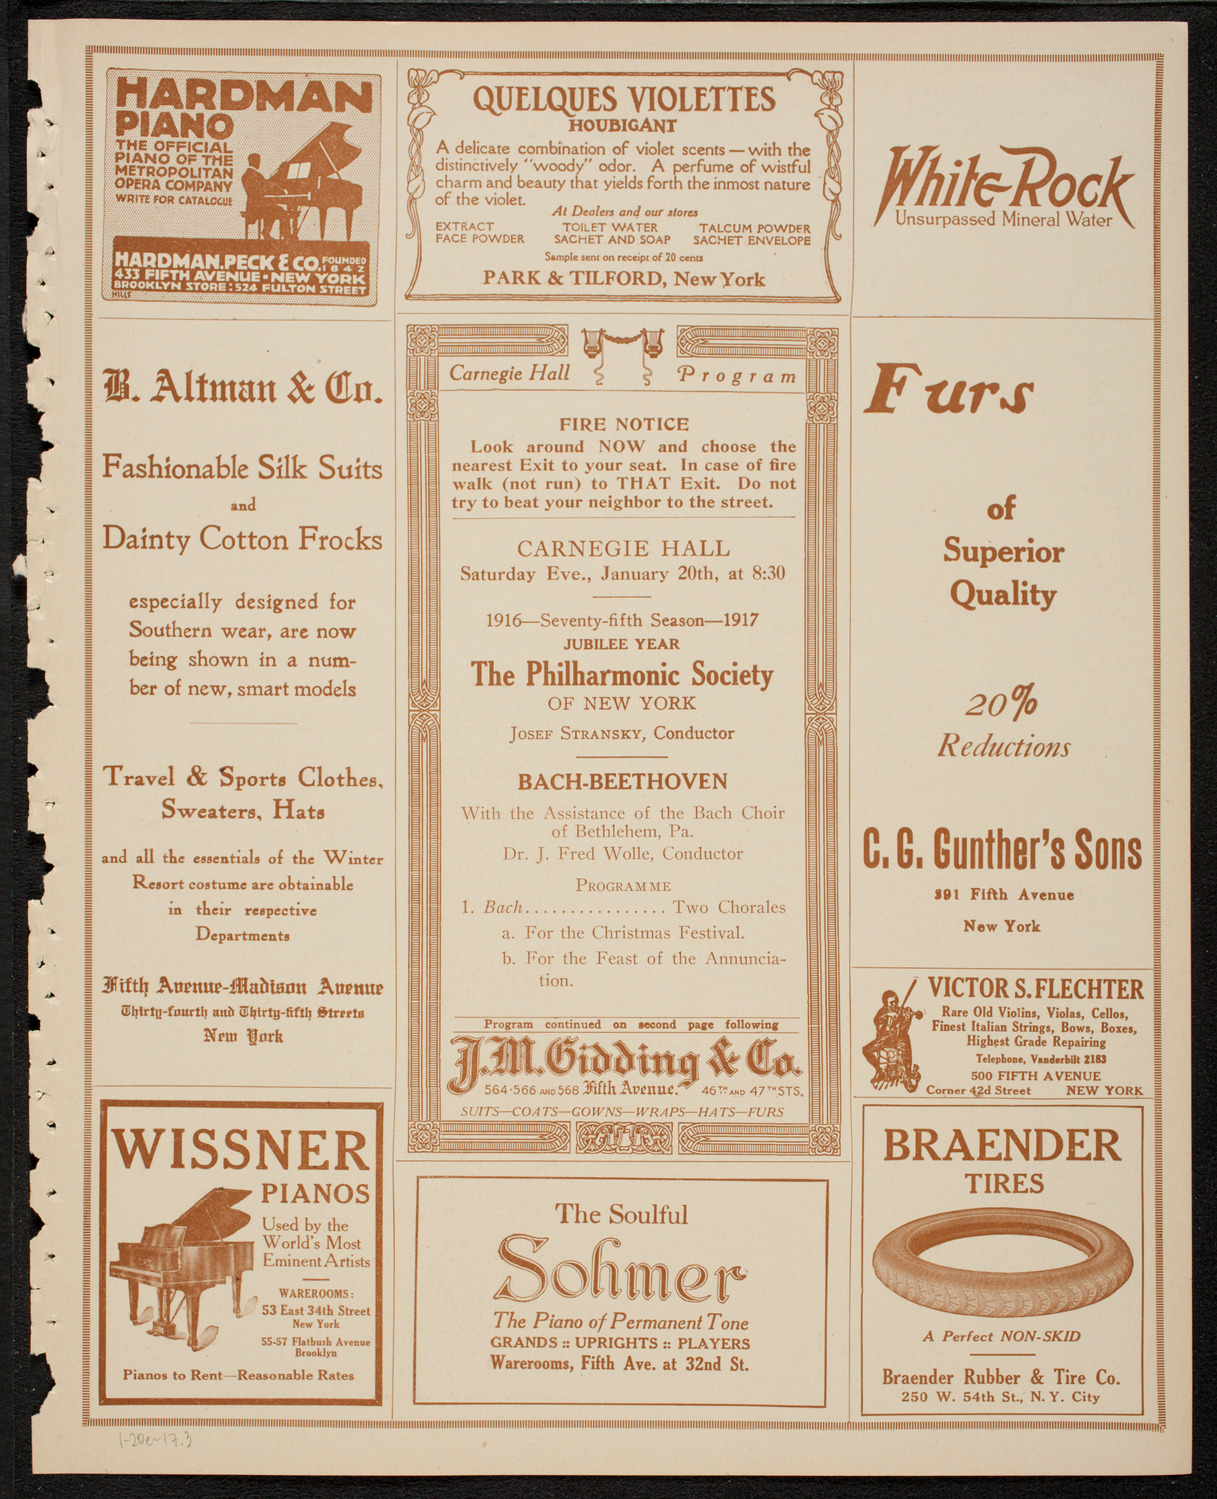 HARDMAN
PIANO
THE OFFICIAL
PIANO OF THE
METROPOLITAN
OPERA COMPANY
WRITE FOR CATALOGUE
HARDMAN, PECK & CO. FOUNDED 1842
433 FIFTH AVENUE - NEW YORK
BROOKLYN STORE: 524 FULTON STREET
MILLS
B. Altman & Co.
Fashionable Silk Suits
and
Dainty Cotton Frocks
especially designed for
Southern wear, are now
being shown in a num-
ber of new, smart models
Travel & Sports Clothes,
Sweaters, Hats
and all the essentials of the Winter
Resort costume are obtainable
in their respective
Departments
Fifth Avenue-Madison Avenue
Thirty-fourth and Thirty-fifth Streets
New York
WISSNER
PIANOS
Used by the
World's Most
Eminent Artists
WAREROOMS:
53 East 34th Street
New York
55-57 Flatbush Avenue
Brooklyn
Pianos to Rent—Reasonable Rates
QUELQUES VIOLETTES
HOUBIGANT
A delicate combination of violet scents — with the
distinctively "woody" odor. A perfume of wistful
charm and beauty that yields forth the inmost nature
of the violet.
At Dealers and our stores
EXTRACT TOILET WATER TALCUM POWDER
FACE POWDER SACHET AND SOAP SACHET ENVELOPE
Sample sent on receipt of 20 cents
PARK & TILFORD, New York
Carnegie Hall Program
FIRE NOTICE
Look around NOW and choose the
nearest Exit to your seat. In case of fire
walk (not run) to THAT Exit. Do not
try to beat your neighbor to the street.
CARNEGIE HALL
Saturday Eve., January 20th, at 8:30
1916—Seventy-fifth Season—1917
JUBILEE YEAR
The Philharmonic Society
OF NEW YORK
JOSEF STRANSKY, Conductor
BACH-BEETHOVEN
With the Assistance of the Bach Choir
of Bethlehem, Pa.
Dr. J. Fred Wolle, Conductor
PROGRAMME
1. Bach................Two Chorales
a. For the Christmas Festival.
b. For the Feast of the Annuncia-
tion.
Program continued on second page following
J.M. Gidding & Co.
564-566 AND 568 Fifth Avenue. 46TH AND 47TH STS.
SUITS—COATS—GOWNS—WRAPS—HATS—FURS
The Soulful
Sohmer
The Piano of Permanent Tone
GRANDS :: UPRIGHTS :: PLAYERS
Warerooms, Fifth Ave. at 32nd St.
White Rock
Unsurpassed Mineral Water
Furs
of
Superior
Quality
20%
Reductions
C. G. Gunther's Sons
391 Fifth Avenue
New York
VICTOR S. FLECHTER
Rare Old Violins, Violas, Cellos,
Finest Italian Strings, Bows, Boxes,
Highest Grade Repairing
Telephone, Vanderbilt 2183
500 FIFTH AVENUE
Corner 42d Street NEW YORK
BRAENDER
TIRES
A Perfect NON-SKID
Braender Rubber & Tire Co.
250 W. 54th St., N. Y. City
1-20e-17.3